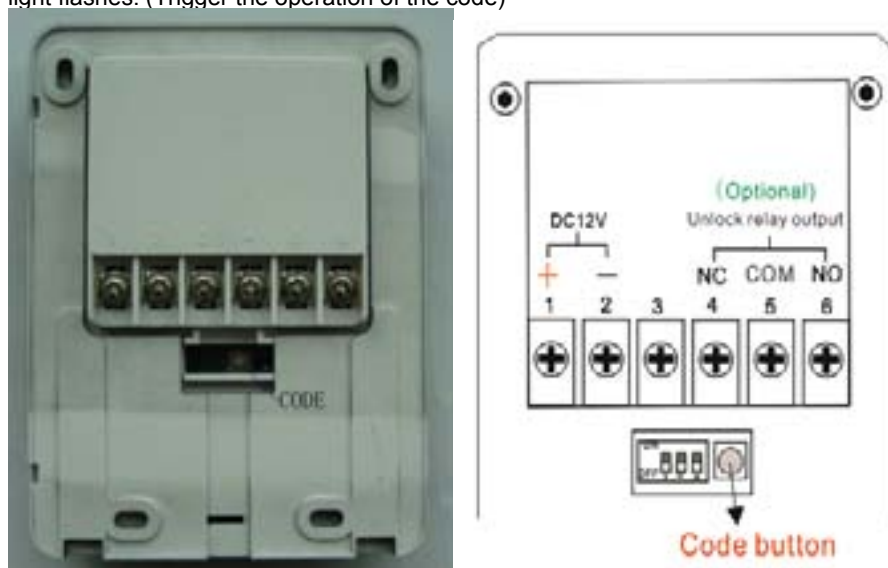 light flashes. (Trigger the operation of the code)
CODE
(Optional)
DC12V
Unlock relay output
+ −
NC COM NO
1 2 3 4 5 6
OFF
Code button